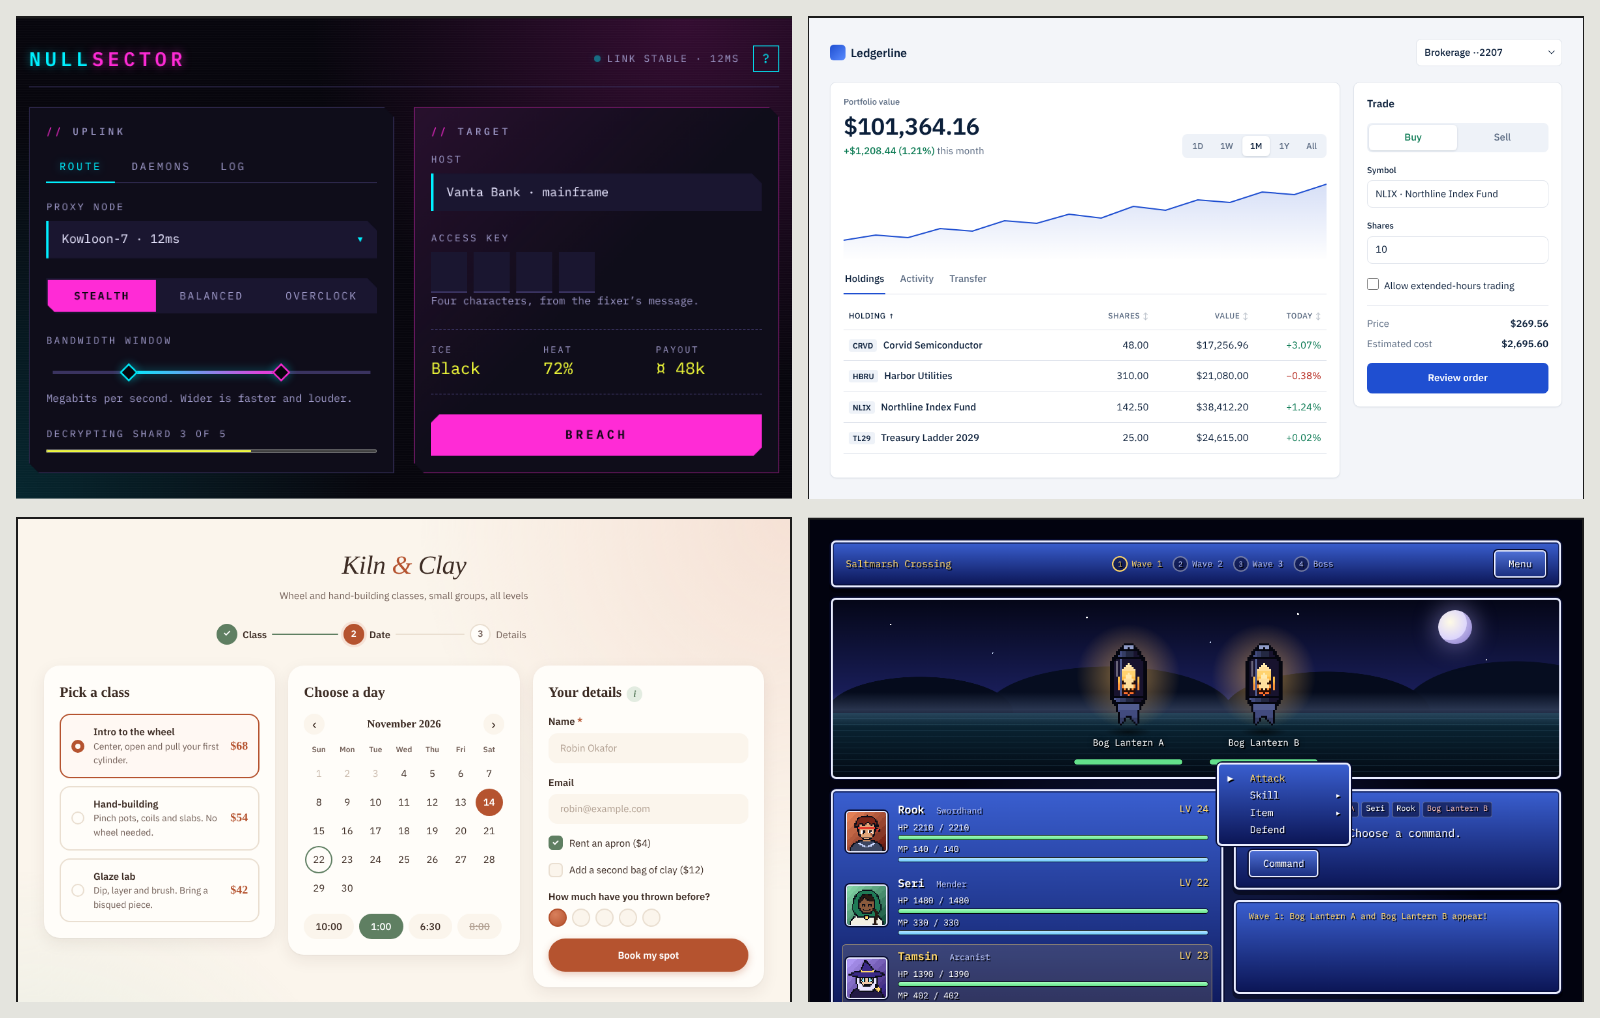 NULLSECTOR
LINK STABLE · 12MS
?
// UPLINK
ROUTE DAEMONS LOG
PROXY NODE
Kowloon-7 · 12ms
STEALTH BALANCED OVERCLOCK
BANDWIDTH WINDOW
Megabits per second. Wider is faster and louder.
DECRYPTING SHARD 3 OF 5
// TARGET
HOST
Vanta Bank · mainframe
ACCESS KEY
Four characters, from the fixer's message.
ICE HEAT PAYOUT
Black 72% ¤ 48k
BREACH
Ledgerline
Brokerage ··2207
Portfolio value
$101,364.16
+$1,208.44 (1.21%) this month
1D 1W 1M 1Y All
Holdings Activity Transfer
HOLDING ↑ SHARES ↕ VALUE ↕ TODAY ↕
CRVD Corvid Semiconductor 48.00 $17,256.96 +3.07%
HBRU Harbor Utilities 310.00 $21,080.00 −0.38%
NLIX Northline Index Fund 142.50 $38,412.20 +1.24%
TL29 Treasury Ladder 2029 25.00 $24,615.00 +0.02%
Trade
Buy Sell
Symbol
NLIX · Northline Index Fund
Shares
10
Allow extended-hours trading
Price $269.56
Estimated cost $2,695.60
Review order
Kiln & Clay
Wheel and hand-building classes, small groups, all levels
Class 2 Date 3 Details
Pick a class
Intro to the wheel
Center, open and pull your first
cylinder.
$68
Hand-building
Pinch pots, coils and slabs. No
wheel needed.
$54
Glaze lab
Dip, layer and brush. Bring a
bisqued piece.
$42
Choose a day
‹ November 2026 ›
Sun Mon Tue Wed Thu Fri Sat
1 2 3 4 5 6 7
8 9 10 11 12 13 14
15 16 17 18 19 20 21
22 23 24 25 26 27 28
29 30
10:00 1:00 6:30 8:00
Your details i
Name *
Robin Okafor
Email
robin@example.com
Rent an apron ($4)
Add a second bag of clay ($12)
How much have you thrown before?
Book my spot
Saltmarsh Crossing
1 Wave 1 2 Wave 2 3 Wave 3 4 Boss
Menu
Bog Lantern A Bog Lantern B
Attack
Skill
Item
Defend
Rook Swordhand LV 24
HP 2210 / 2210
MP 140 / 140
Seri Mender LV 22
HP 1480 / 1480
MP 330 / 330
Tamsin Arcanist LV 23
HP 1390 / 1390
MP 402 / 402
Seri Rook Bog Lantern B
Choose a command.
Command
Wave 1: Bog Lantern A and Bog Lantern B appear!